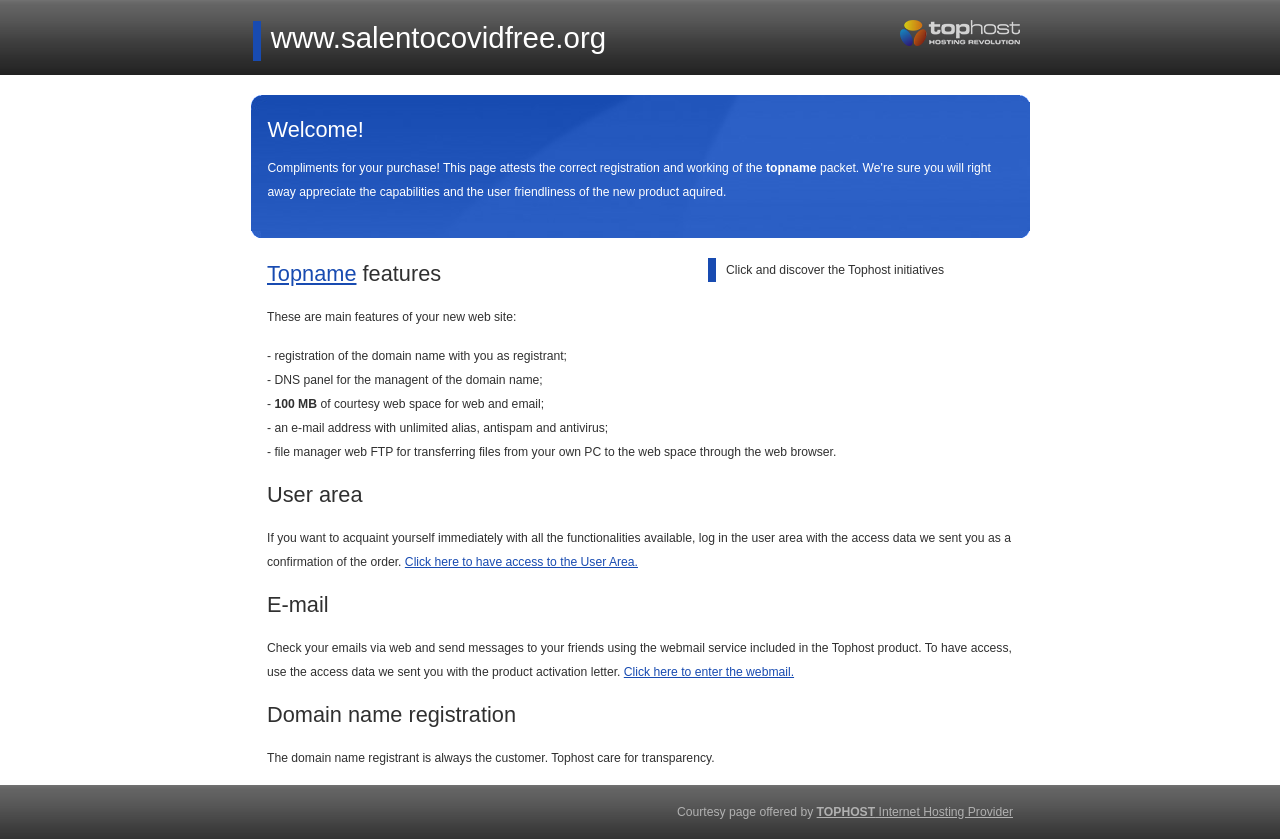 www.salentocovidfree.org
tophost
HOSTING REVOLUTION
Welcome!
Compliments for your purchase! This page attests the correct registration and working of the topname packet. We're sure you will right
away appreciate the capabilities and the user friendliness of the new product aquired.
Topname features
Click and discover the Tophost initiatives
These are main features of your new web site:
- registration of the domain name with you as registrant;
- DNS panel for the managent of the domain name;
- 100 MB of courtesy web space for web and email;
- an e-mail address with unlimited alias, antispam and antivirus;
- file manager web FTP for transferring files from your own PC to the web space through the web browser.
User area
If you want to acquaint yourself immediately with all the functionalities available, log in the user area with the access data we sent you as a
confirmation of the order. Click here to have access to the User Area.
E-mail
Check your emails via web and send messages to your friends using the webmail service included in the Tophost product. To have access,
use the access data we sent you with the product activation letter. Click here to enter the webmail.
Domain name registration
The domain name registrant is always the customer. Tophost care for transparency.
Courtesy page offered by TOPHOST Internet Hosting Provider